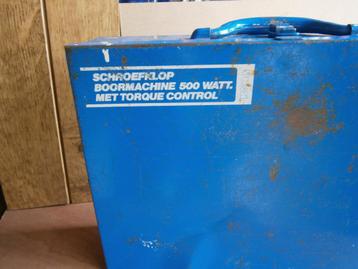 SCHROEFKLOP
BOORMACHINE 500 WATT.
MET TORQUE CONTROL